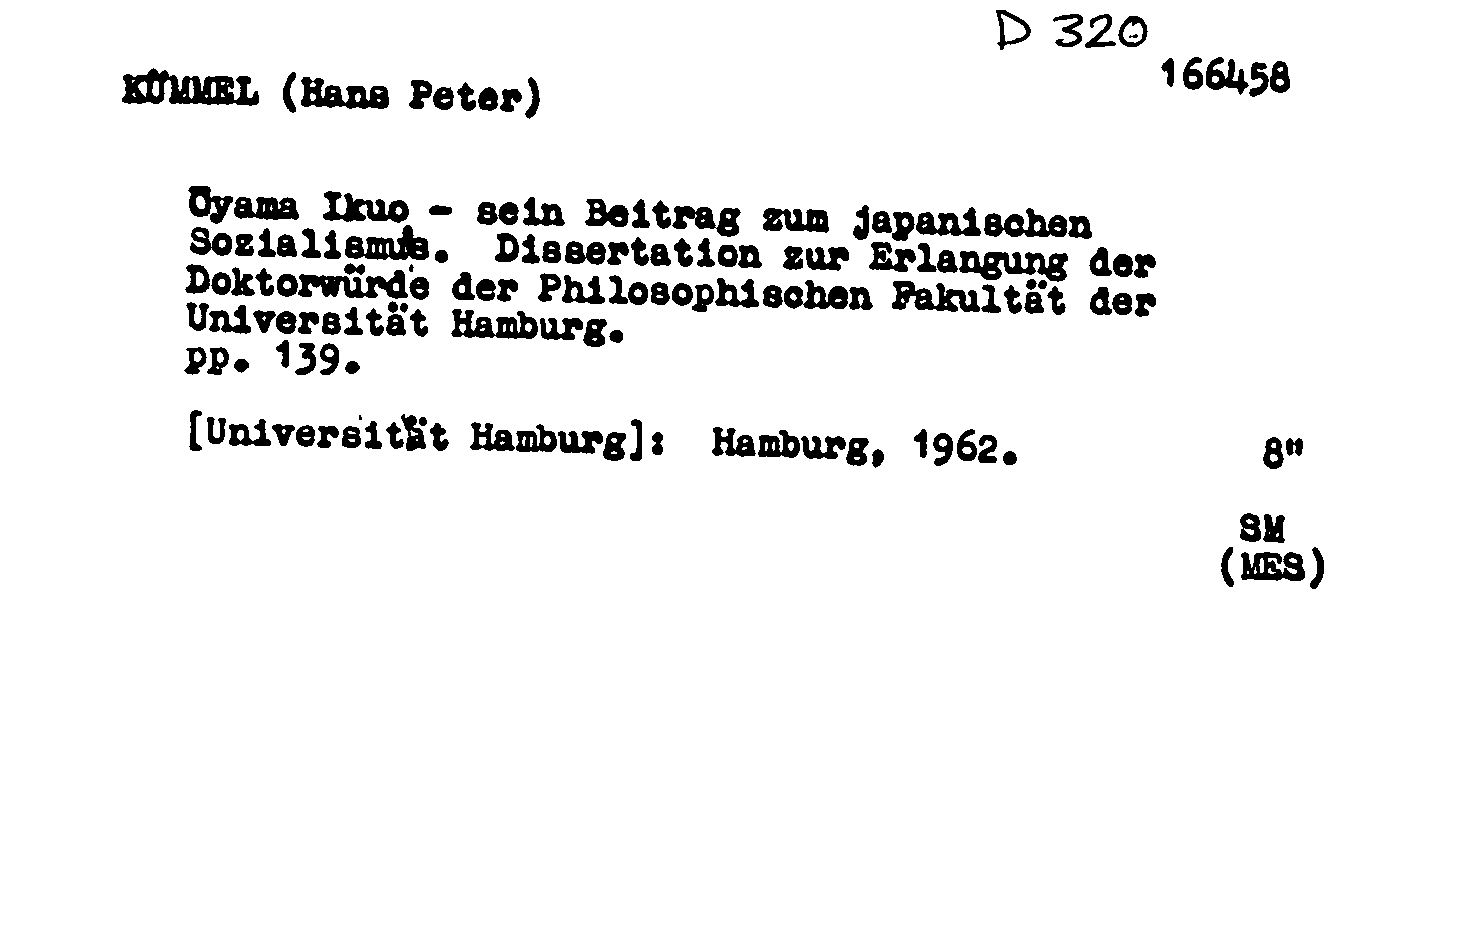 D 320
166458
KÜMMEL (Hans Peter)
Ōyama Ikuo - sein Beitrag zum japanischen
Sozialismus. Dissertation zur Erlangung der
Doktorwürde der Philosophischen Fakultät der
Universität Hamburg.
pp. 139.
[Universität Hamburg]: Hamburg, 1962. 8"
SM
(MES)